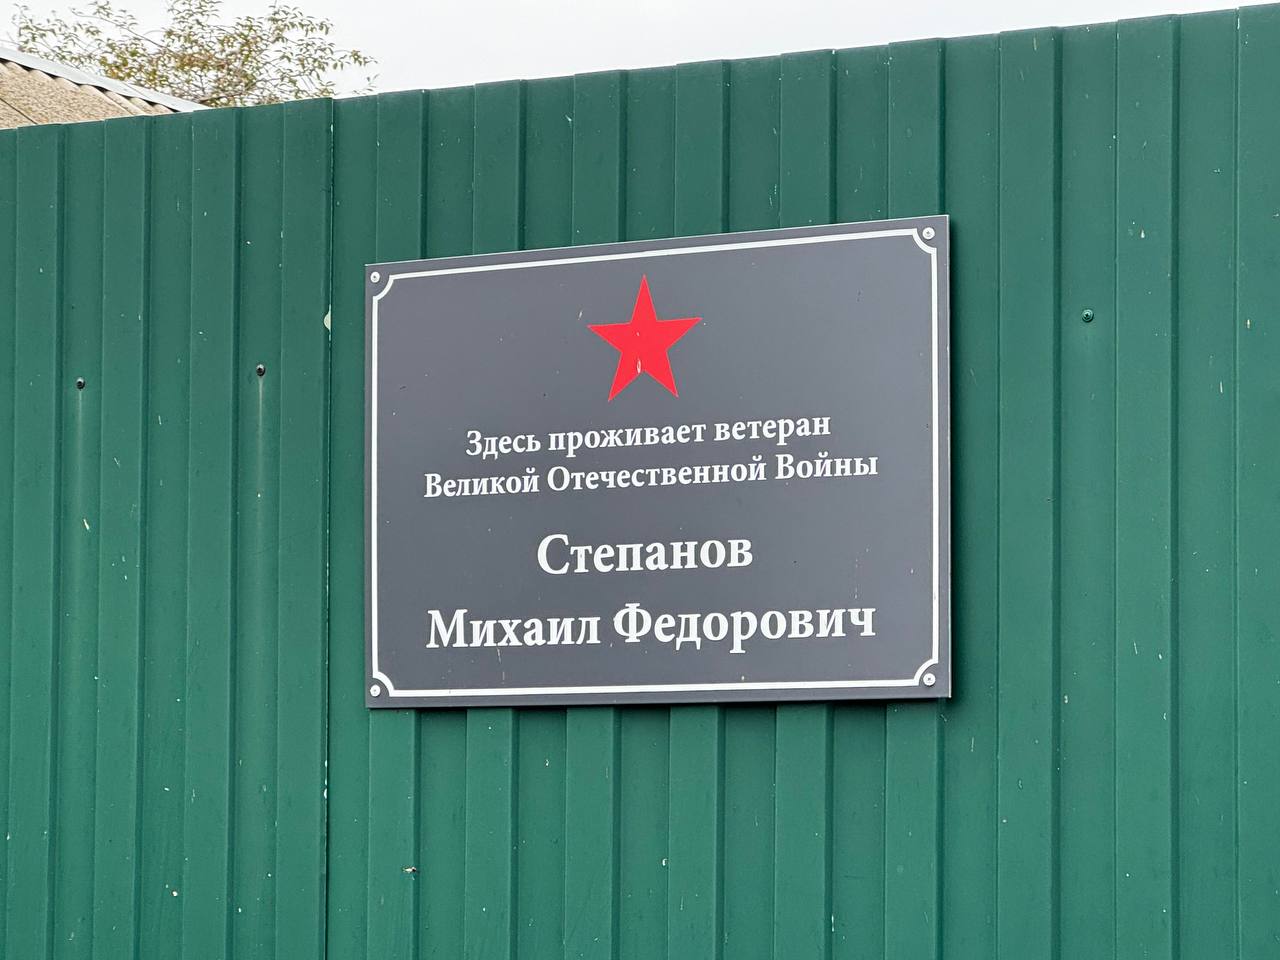 Здесь проживает ветеран
Великой Отечественной Войны
Степанов
Михаил Федорович